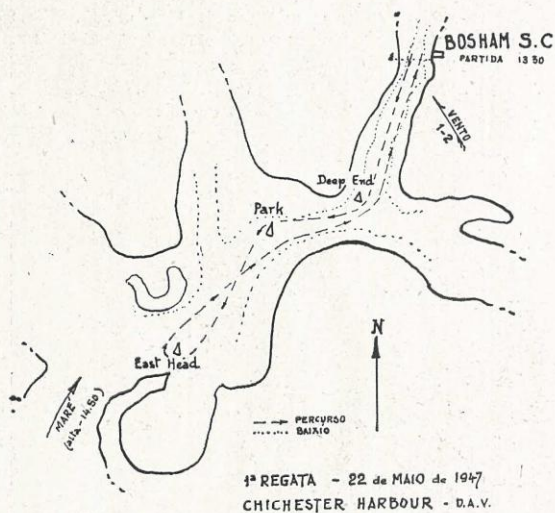 BOSHAM S.C
PARTIDA 13 30
VENTO
1-2
Deep End
Park
East Head
MARÉ
(alta - 14.50)
N
PERCURSO
BAIXIO
1ª REGATA - 22 de MAIO de 1947
CHICHESTER HARBOUR - D.A.V.